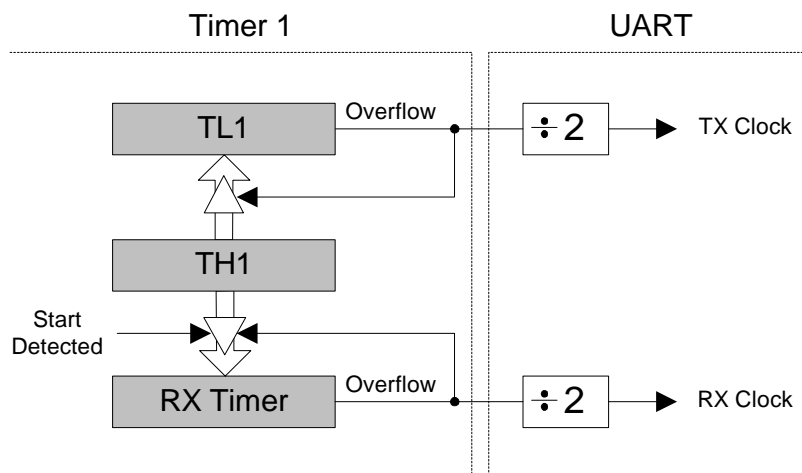 Timer 1
UART
TL1
Overflow
÷ 2
TX Clock
TH1
Start
Detected
RX Timer
Overflow
÷ 2
RX Clock